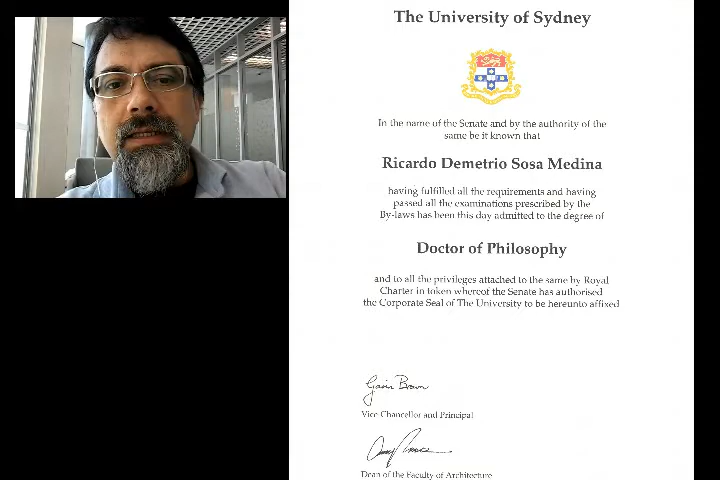 The University of Sydney
In the name of the Senate and by the authority of the
same be it known that
Ricardo Demetrio Sosa Medina
having fulfilled all the requirements and having
passed all the examinations prescribed by the
By-laws has been this day admitted to the degree of
Doctor of Philosophy
and to all the privileges attached to the same by Royal
Charter in token whereof the Senate has authorised
the Corporate Seal of The University to be hereunto affixed
Gavin Brown
Vice Chancellor and Principal
Dean of the Faculty of Architecture